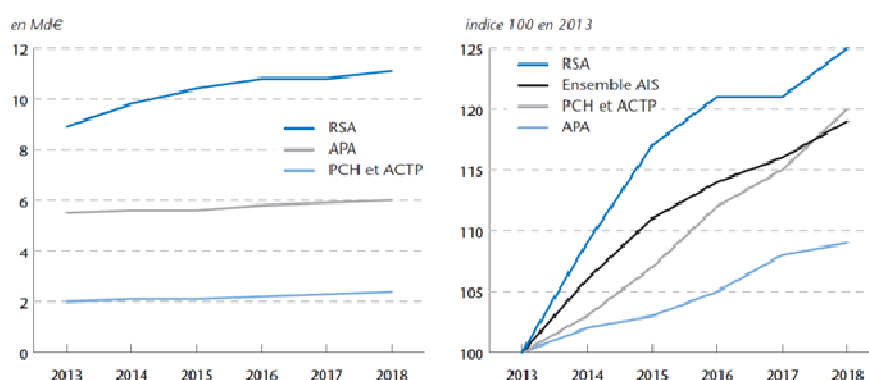 en Md€
12
10
8
6
4
2
0
RSA
APA
PCH et ACTP
2013 2014 2015 2016 2017 2018
indice 100 en 2013
125
120
115
110
105
100
RSA
Ensemble AIS
PCH et ACTP
APA
2013 2014 2015 2016 2017 2018